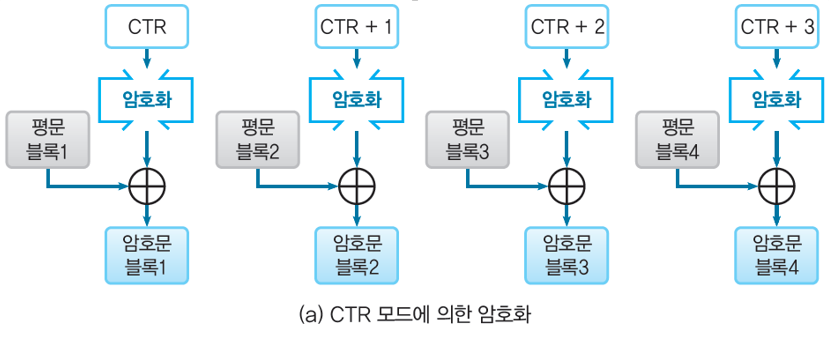 CTR
CTR + 1
CTR + 2
CTR + 3
암호화
암호화
암호화
암호화
평문
블록1
평문
블록2
평문
블록3
평문
블록4
암호문
블록1
암호문
블록2
암호문
블록3
암호문
블록4
(a) CTR 모드에 의한 암호화